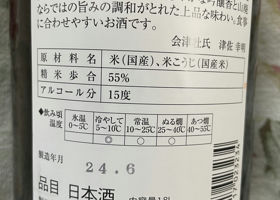 ならではの旨みの調和がとれた上品な味わい。食事
に合わせやすいお酒です。
会津杜氏 津佐 幸明
原材料名 米(国産)、米こうじ(国産米)
精米歩合 55%
アルコール分 15度
●飲み頃温度
氷温 0〜5℃
冷やして 5〜10℃
常温 10〜25℃
ぬる燗 25〜40℃
あつ燗 40〜55℃
◎
○
製造年月
24.6
品目 日本酒